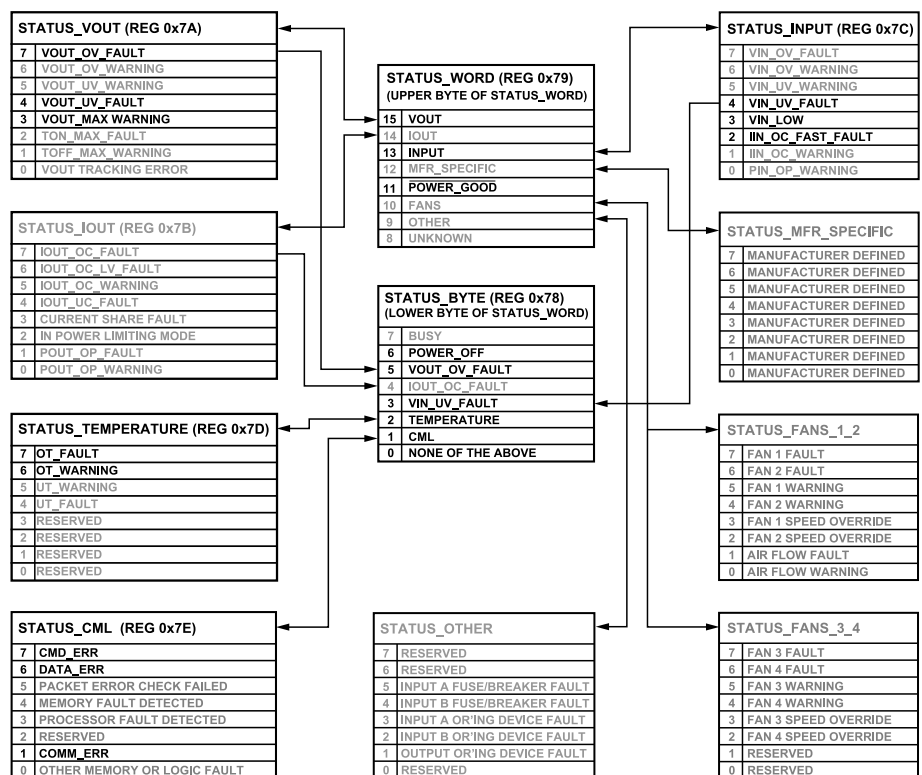 STATUS_VOUT (REG 0x7A)
7 VOUT_OV_FAULT
6 VOUT_OV_WARNING
5 VOUT_UV_WARNING
4 VOUT_UV_FAULT
3 VOUT_MAX WARNING
2 TON_MAX_FAULT
1 TOFF_MAX_WARNING
0 VOUT TRACKING ERROR
STATUS_IOUT (REG 0x7B)
7 IOUT_OC_FAULT
6 IOUT_OC_LV_FAULT
5 IOUT_OC_WARNING
4 IOUT_UC_FAULT
3 CURRENT SHARE FAULT
2 IN POWER LIMITING MODE
1 POUT_OP_FAULT
0 POUT_OP_WARNING
STATUS_TEMPERATURE (REG 0x7D)
7 OT_FAULT
6 OT_WARNING
5 UT_WARNING
4 UT_FAULT
3 RESERVED
2 RESERVED
1 RESERVED
0 RESERVED
STATUS_CML (REG 0x7E)
7 CMD_ERR
6 DATA_ERR
5 PACKET ERROR CHECK FAILED
4 MEMORY FAULT DETECTED
3 PROCESSOR FAULT DETECTED
2 RESERVED
1 COMM_ERR
0 OTHER MEMORY OR LOGIC FAULT
STATUS_WORD (REG 0x79)
(UPPER BYTE OF STATUS_WORD)
15 VOUT
14 IOUT
13 INPUT
12 MFR_SPECIFIC
11 POWER_GOOD
10 FANS
9 OTHER
8 UNKNOWN
STATUS_BYTE (REG 0x78)
(LOWER BYTE OF STATUS_WORD)
7 BUSY
6 POWER_OFF
5 VOUT_OV_FAULT
4 IOUT_OC_FAULT
3 VIN_UV_FAULT
2 TEMPERATURE
1 CML
0 NONE OF THE ABOVE
STATUS_OTHER
7 RESERVED
6 RESERVED
5 INPUT A FUSE/BREAKER FAULT
4 INPUT B FUSE/BREAKER FAULT
3 INPUT A OR'ING DEVICE FAULT
2 INPUT B OR'ING DEVICE FAULT
1 OUTPUT OR'ING DEVICE FAULT
0 RESERVED
STATUS_INPUT (REG 0x7C)
7 VIN_OV_FAULT
6 VIN_OV_WARNING
5 VIN_UV_WARNING
4 VIN_UV_FAULT
3 VIN_LOW
2 IIN_OC_FAST_FAULT
1 IIN_OC_WARNING
0 PIN_OP_WARNING
STATUS_MFR_SPECIFIC
7 MANUFACTURER DEFINED
6 MANUFACTURER DEFINED
5 MANUFACTURER DEFINED
4 MANUFACTURER DEFINED
3 MANUFACTURER DEFINED
2 MANUFACTURER DEFINED
1 MANUFACTURER DEFINED
0 MANUFACTURER DEFINED
STATUS_FANS_1_2
7 FAN 1 FAULT
6 FAN 2 FAULT
5 FAN 1 WARNING
4 FAN 2 WARNING
3 FAN 1 SPEED OVERRIDE
2 FAN 2 SPEED OVERRIDE
1 AIR FLOW FAULT
0 AIR FLOW WARNING
STATUS_FANS_3_4
7 FAN 3 FAULT
6 FAN 4 FAULT
5 FAN 3 WARNING
4 FAN 4 WARNING
3 FAN 3 SPEED OVERRIDE
2 FAN 4 SPEED OVERRIDE
1 RESERVED
0 RESERVED